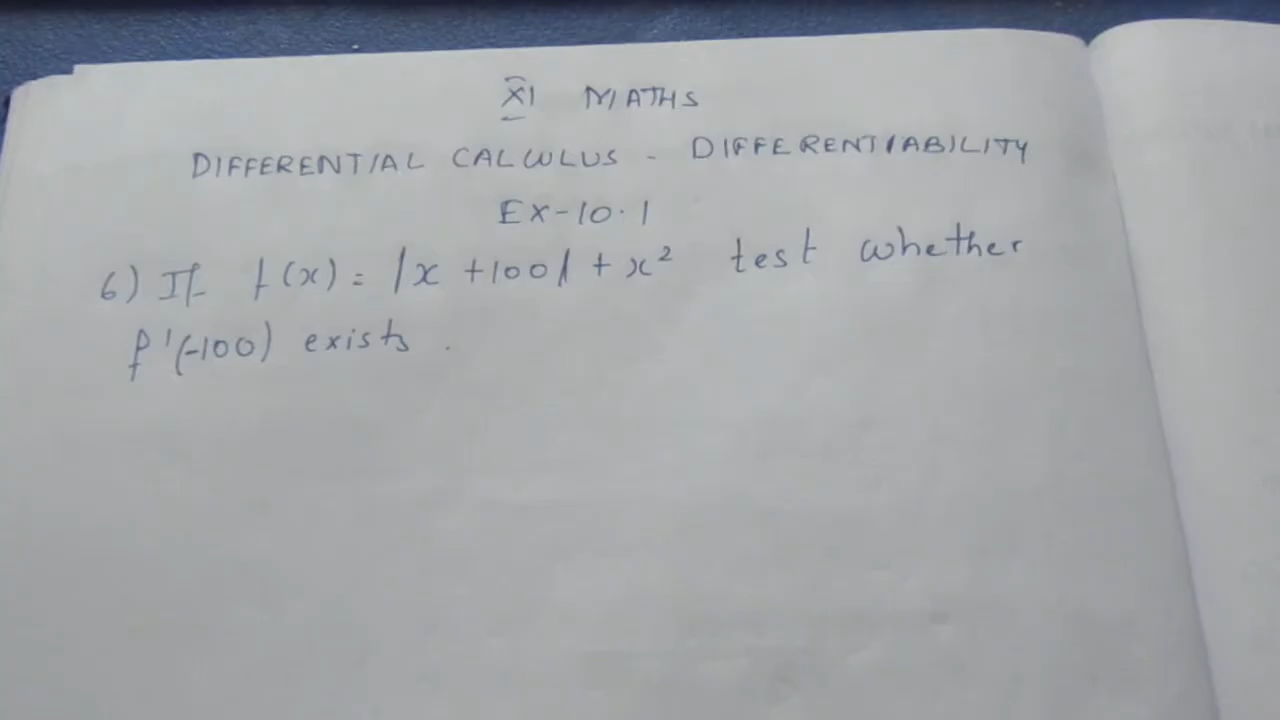 XI MATHS
DIFFERENTIAL CALCULUS - DIFFERENTIABILITY
EX-10.1
6) If f(x) = |x +100| + x² test whether
f'(-100) exists.